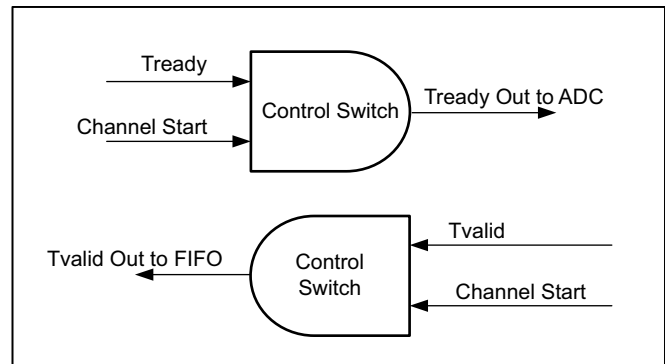 Tready
Control Switch
Tready Out to ADC
Channel Start
Tvalid
Tvalid Out to FIFO
Control
Switch
Channel Start